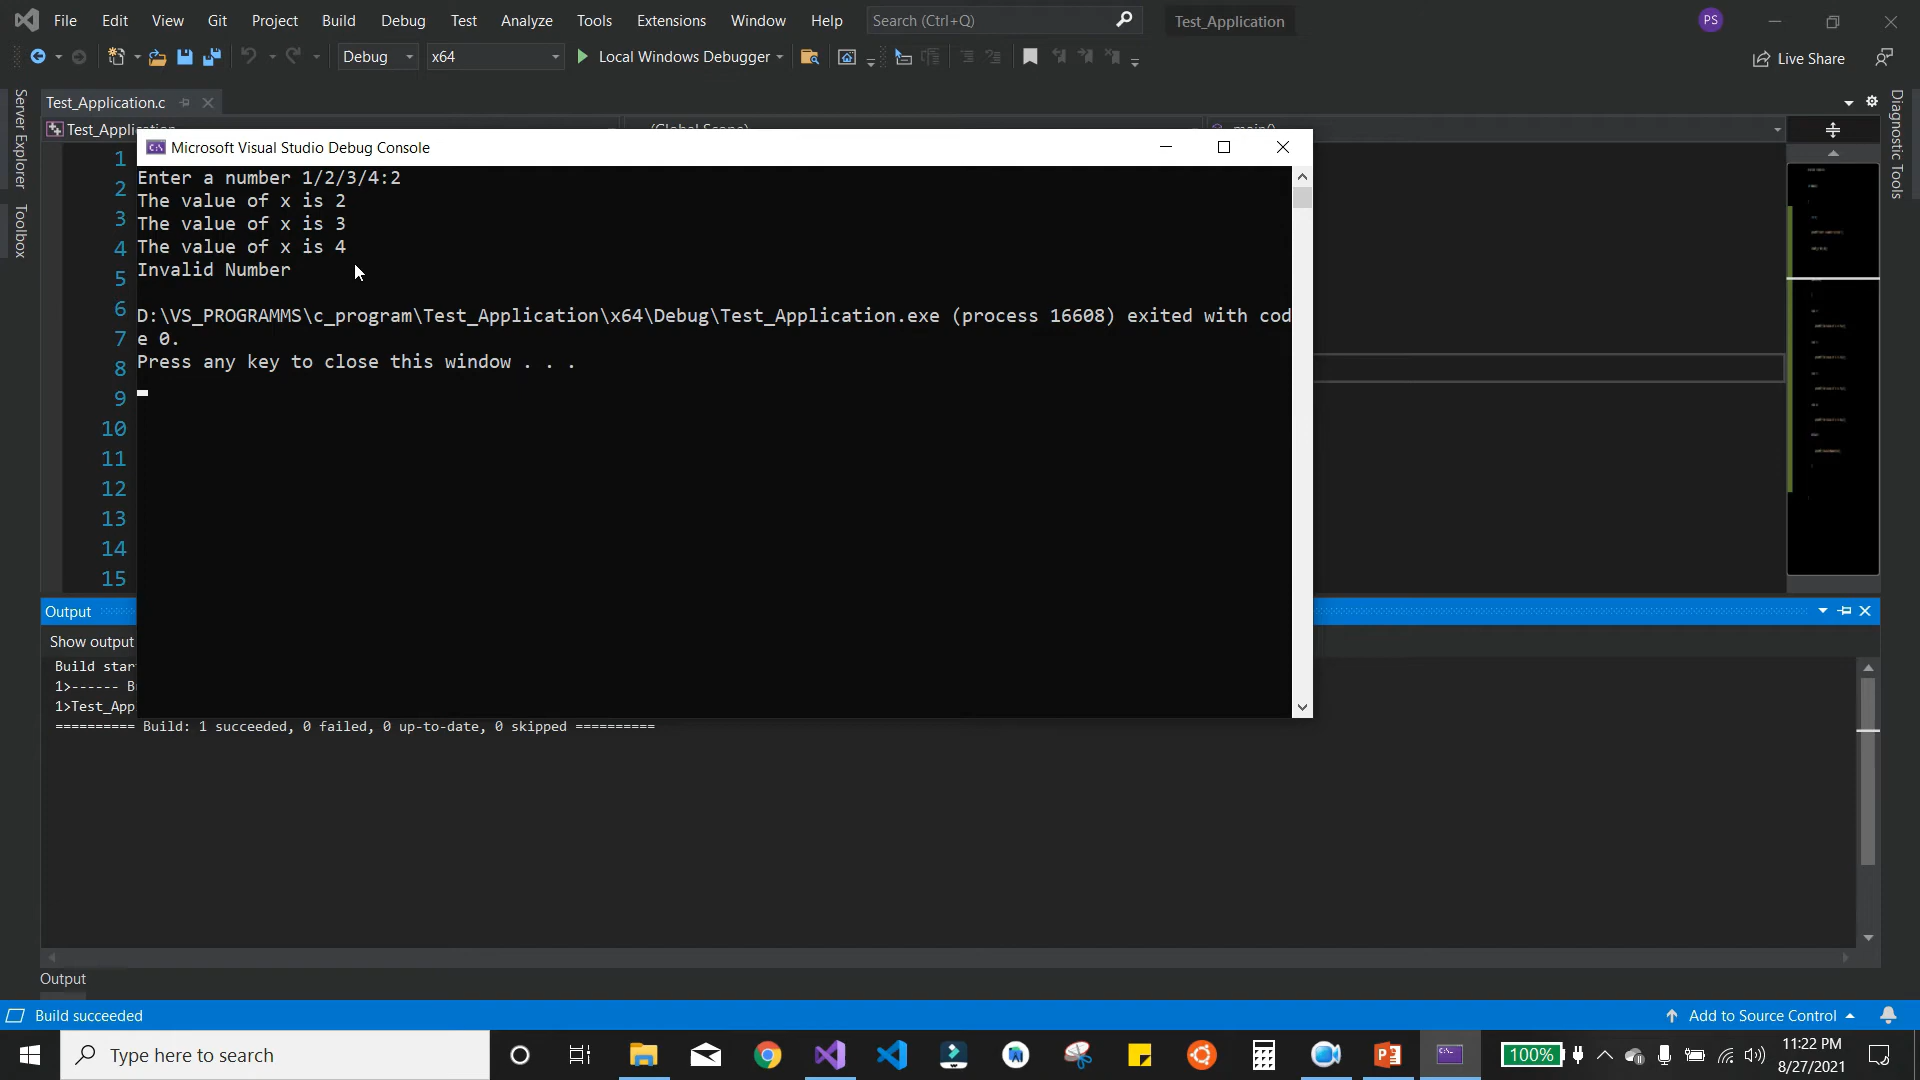 File Edit View Git Project Build Debug Test Analyze Tools Extensions Window Help Search (Ctrl+Q) Test_Application PS
Debug x64 Local Windows Debugger Live Share
Server Explorer
Toolbox
Diagnostic Tools
Test_Application.c
Test_Application (Global Scope) main()
Microsoft Visual Studio Debug Console
1
2
3
4
5
6
7
8
9
10
11
12
13
14
15
Enter a number 1/2/3/4:2
The value of x is 2
The value of x is 3
The value of x is 4
Invalid Number
D:\VS_PROGRAMMS\c_program\Test_Application\x64\Debug\Test_Application.exe (process 16608) exited with cod
e 0.
Press any key to close this window . . .
Output
Show output
Build star
1>------ B
1>Test_App
========== Build: 1 succeeded, 0 failed, 0 up-to-date, 0 skipped ==========
Output
Build succeeded Add to Source Control
Type here to search 100% 11:22 PM
8/27/2021